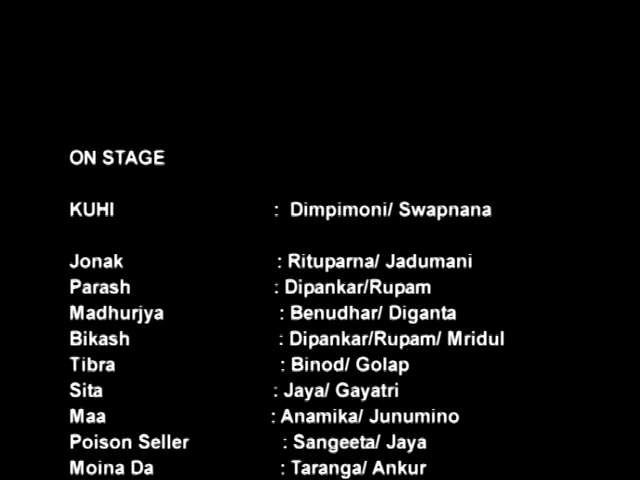 ON STAGE
KUHI : Dimpimoni/ Swapnana
Jonak : Rituparna/ Jadumani
Parash : Dipankar/Rupam
Madhurjya : Benudhar/ Diganta
Bikash : Dipankar/Rupam/ Mridul
Tibra : Binod/ Golap
Sita : Jaya/ Gayatri
Maa : Anamika/ Junumino
Poison Seller : Sangeeta/ Jaya
Moina Da : Taranga/ Ankur